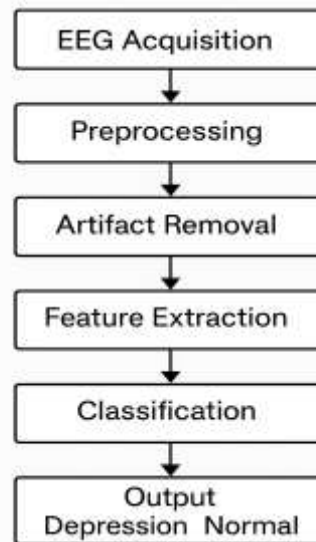 EEG Acquisition
Preprocessing
Artifact Removal
Feature Extraction
Classification
Output
Depression Normal